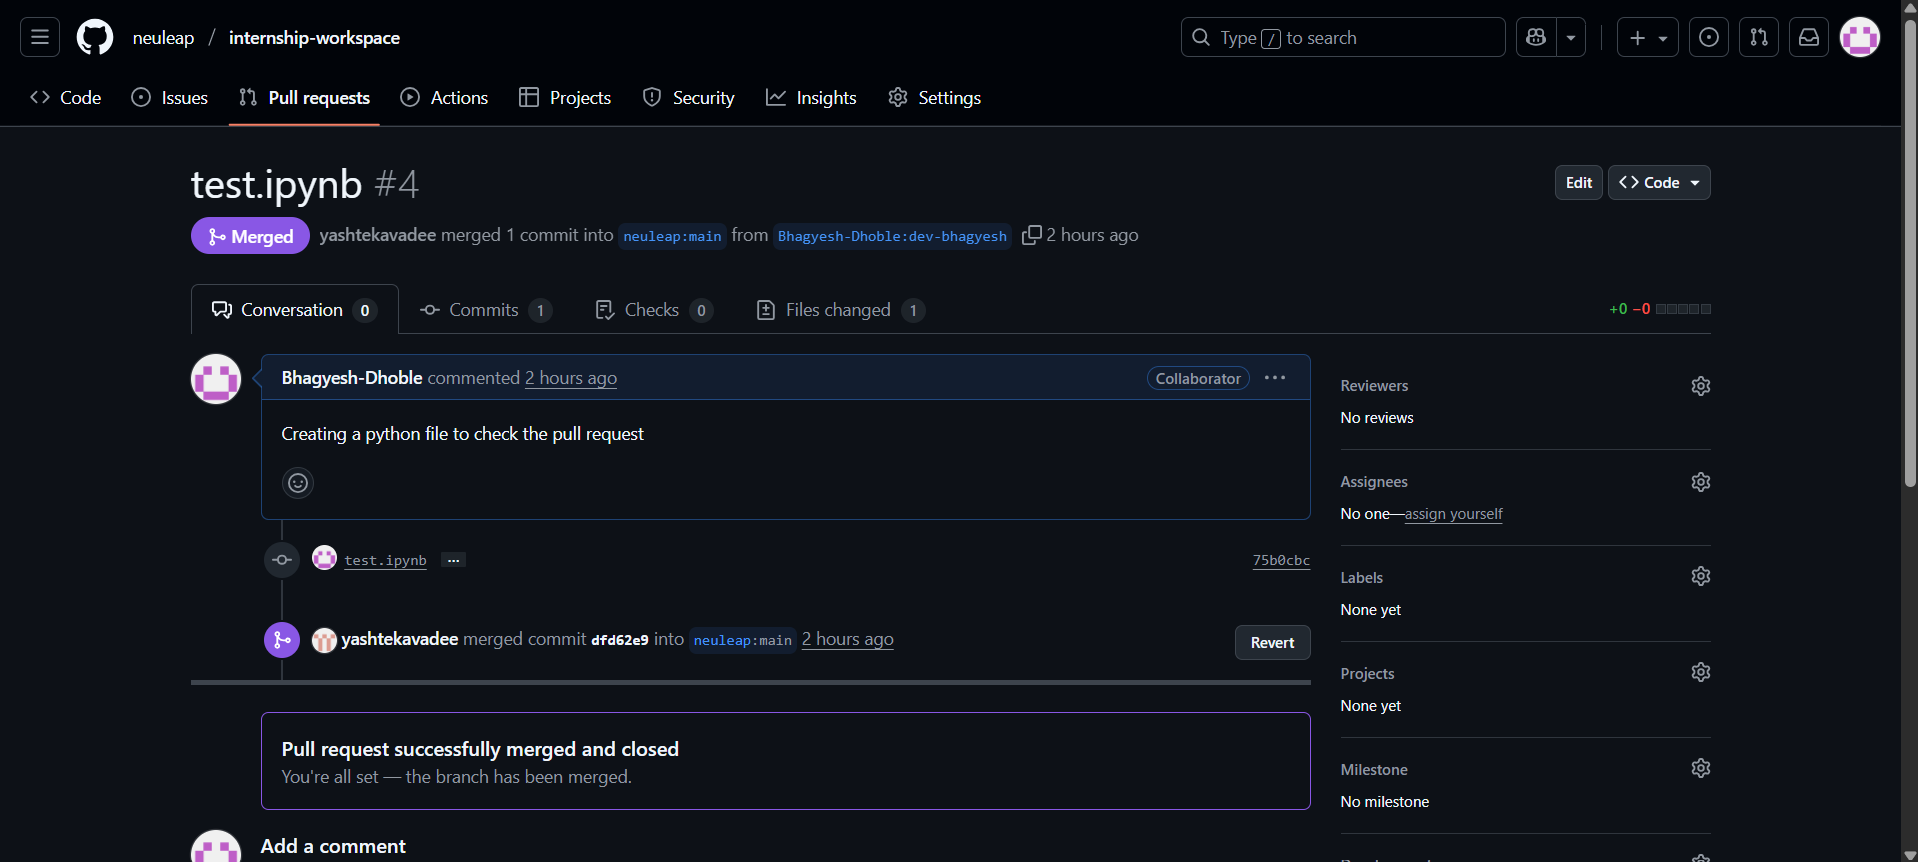 neuleap / internship-workspace
Type / to search
Code
Issues
Pull requests
Actions
Projects
Security
Insights
Settings
test.ipynb #4
Edit
Code
Merged
yashtekavadee merged 1 commit into neuleap:main from Bhagyesh-Dhoble:dev-bhagyesh 2 hours ago
Conversation 0
Commits 1
Checks 0
Files changed 1
+0 −0
Bhagyesh-Dhoble commented 2 hours ago
Collaborator
Creating a python file to check the pull request
test.ipynb ...
75b0cbc
yashtekavadee merged commit dfd62e9 into neuleap:main 2 hours ago
Revert
Pull request successfully merged and closed
You're all set — the branch has been merged.
Add a comment
Reviewers
No reviews
Assignees
No one—assign yourself
Labels
None yet
Projects
None yet
Milestone
No milestone